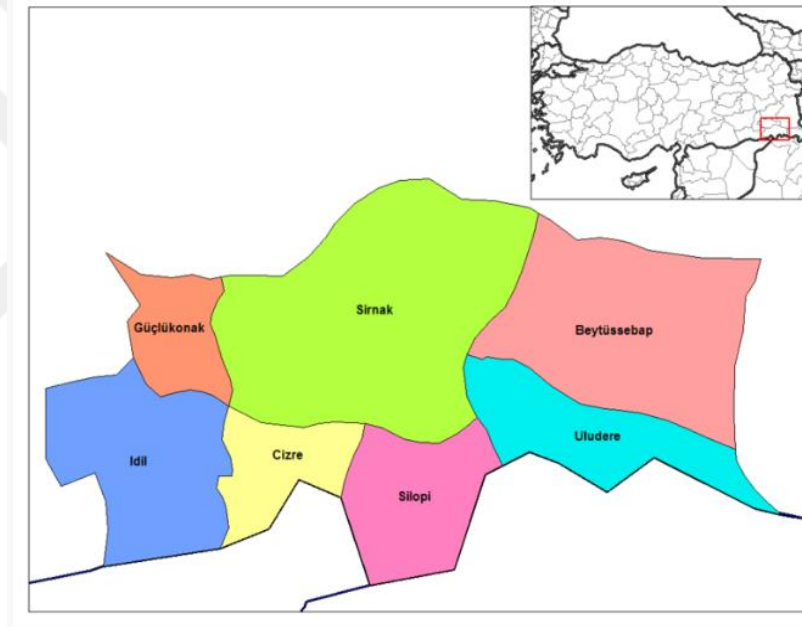 Sirnak
Güçlükonak
Beytüssebap
Uludere
Cizre
Idil
Silopi